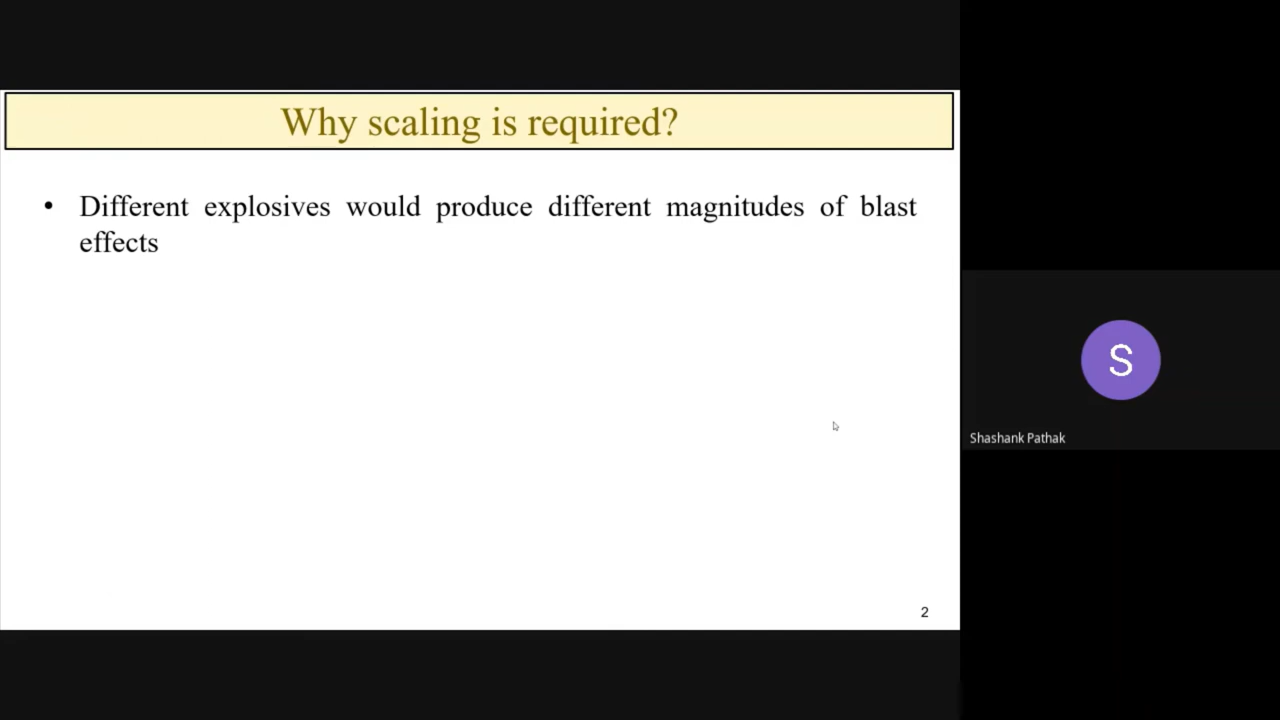 Why scaling is required?
• Different explosives would produce different magnitudes of blast
effects
2
S
Shashank Pathak